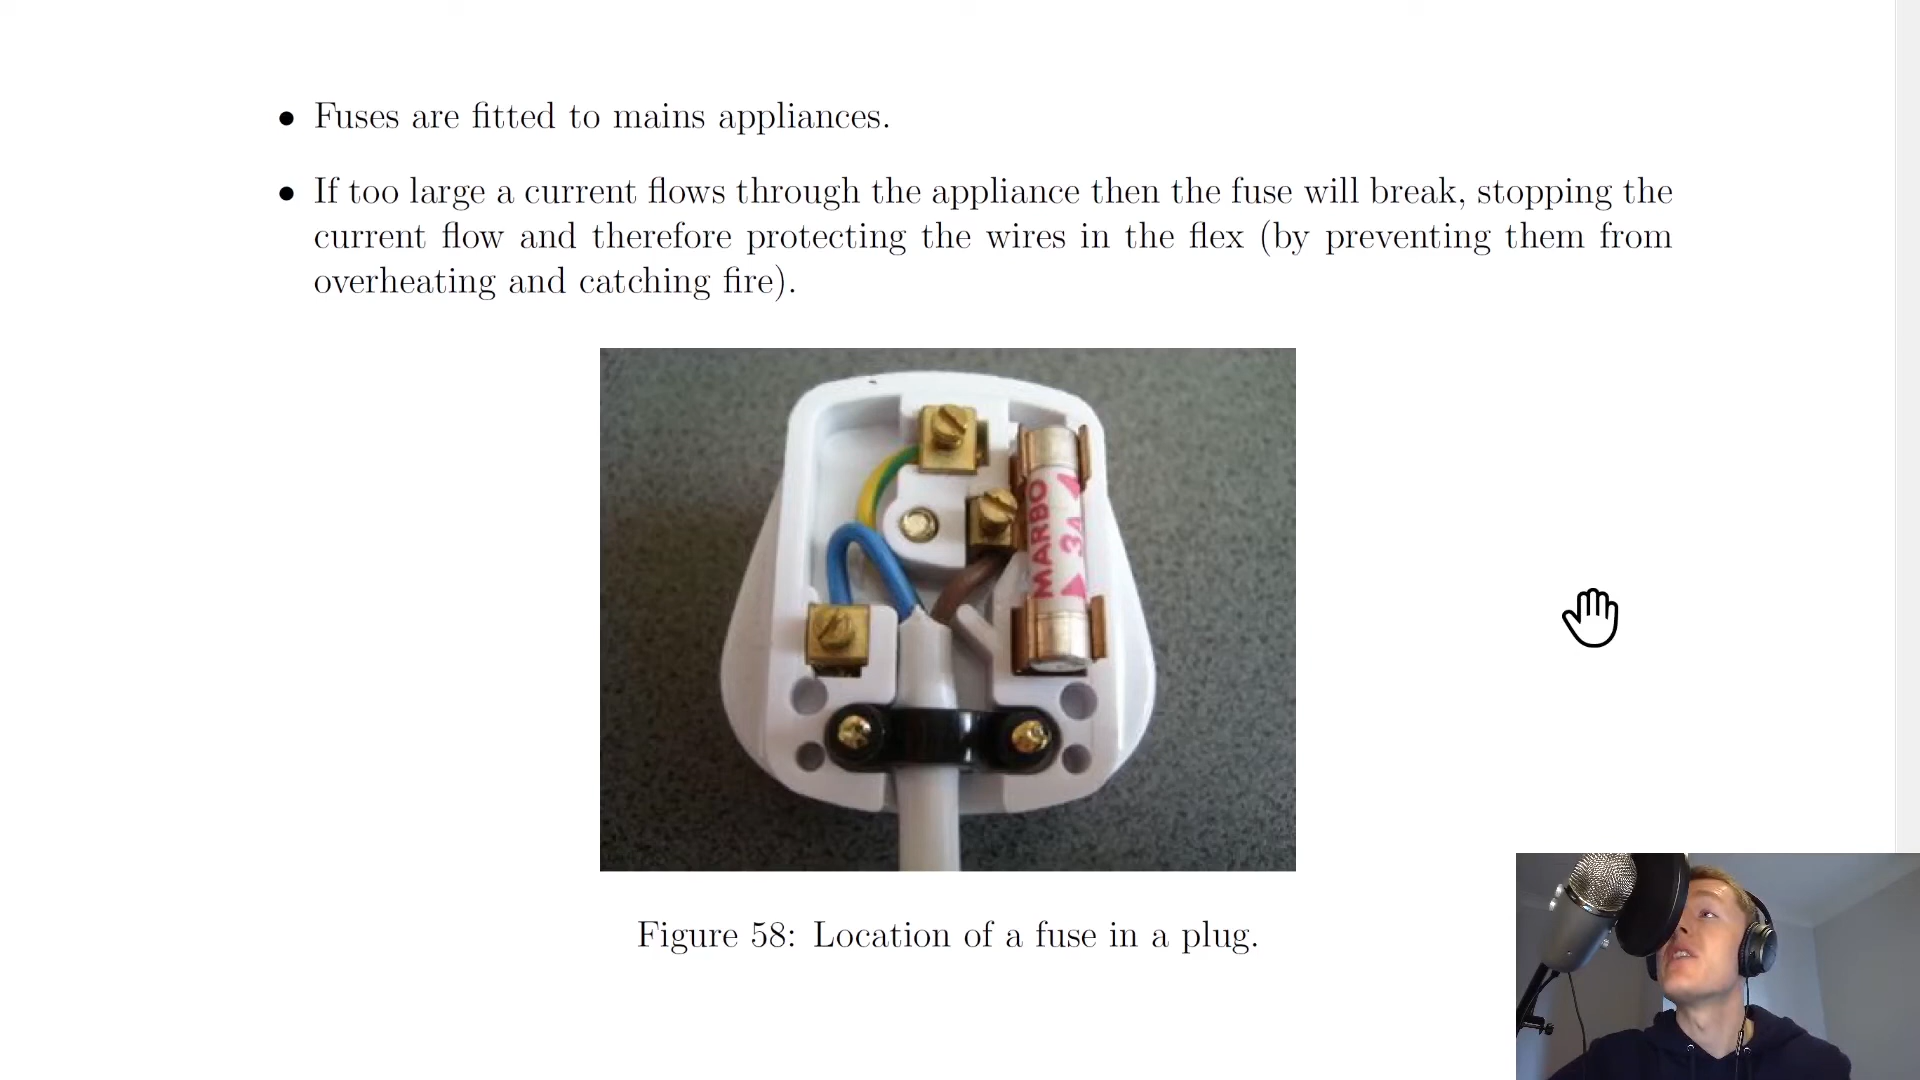 • Fuses are fitted to mains appliances.
• If too large a current flows through the appliance then the fuse will break, stopping the
current flow and therefore protecting the wires in the flex (by preventing them from
overheating and catching fire).
MARBO
3A
Figure 58: Location of a fuse in a plug.